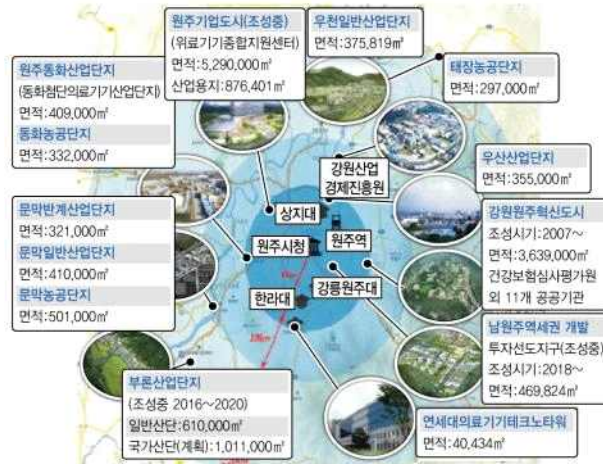 원주기업도시(조성중)
(위료기기종합지원센터)
면적:5,290,000㎡
산업용지:876,401㎡
우천일반산업단지
면적:375,819㎡
태장농공단지
면적:297,000㎡
원주동화산업단지
(동화첨단의료기기산업단지)
면적:409,000㎡
동화농공단지
면적:332,000㎡
우산산업단지
면적:355,000㎡
강원산업
경제진흥원
상지대
원주시청
원주역
한라대
강릉원주대
강원원주혁신도시
조성시기:2007~
면적:3,639,000㎡
건강보험심사평가원
외 11개 공공기관
문막반계산업단지
면적:321,000㎡
문막일반산업단지
면적:410,000㎡
문막농공단지
면적:501,000㎡
남원주역세권 개발
투자선도지구(조성중)
조성시기:2018~
면적:469,824㎡
부론산업단지
(조성중 2016~2020)
일반산단:610,000㎡
국가산단(계획):1,011,000㎡
연세대의료기기테크노타워
면적:40,434㎡